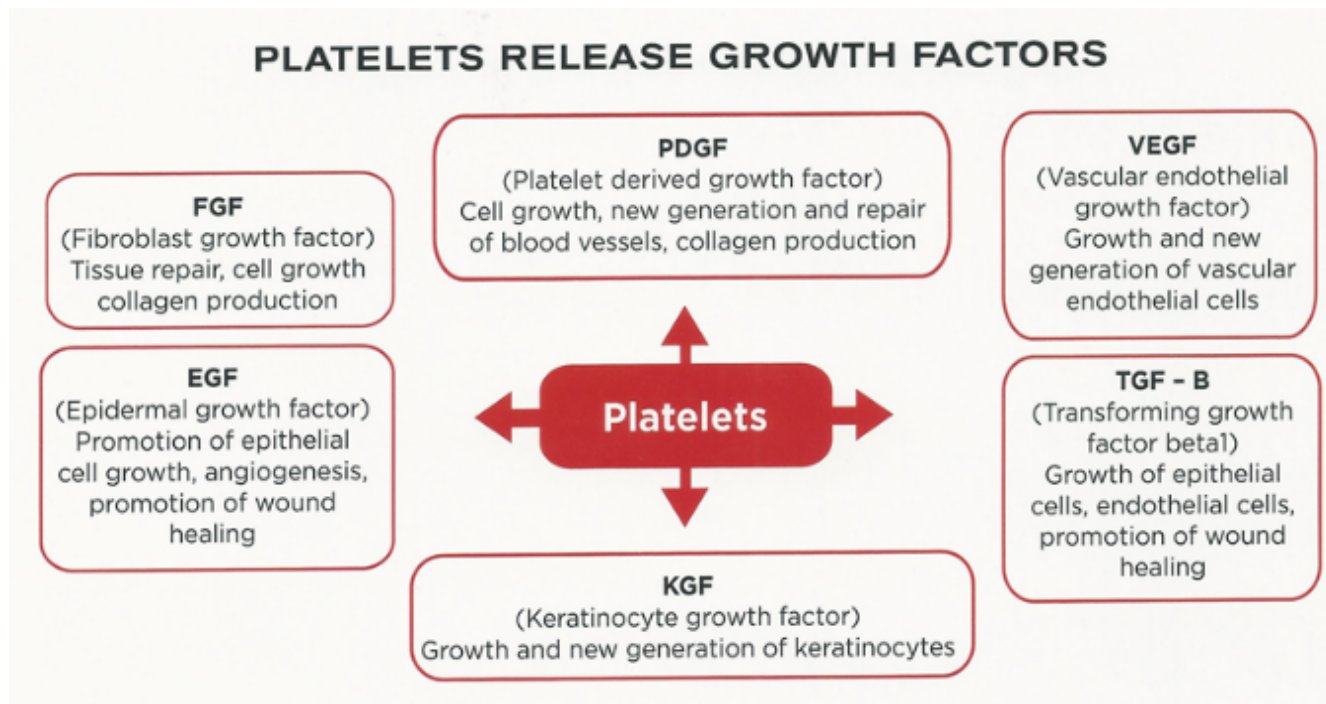 PLATELETS RELEASE GROWTH FACTORS
FGF
(Fibroblast growth factor)
Tissue repair, cell growth
collagen production
PDGF
(Platelet derived growth factor)
Cell growth, new generation and repair
of blood vessels, collagen production
VEGF
(Vascular endothelial
growth factor)
Growth and new
generation of vascular
endothelial cells
EGF
(Epidermal growth factor)
Promotion of epithelial
cell growth, angiogenesis,
promotion of wound
healing
Platelets
TGF – B
(Transforming growth
factor beta1)
Growth of epithelial
cells, endothelial cells,
promotion of wound
healing
KGF
(Keratinocyte growth factor)
Growth and new generation of keratinocytes